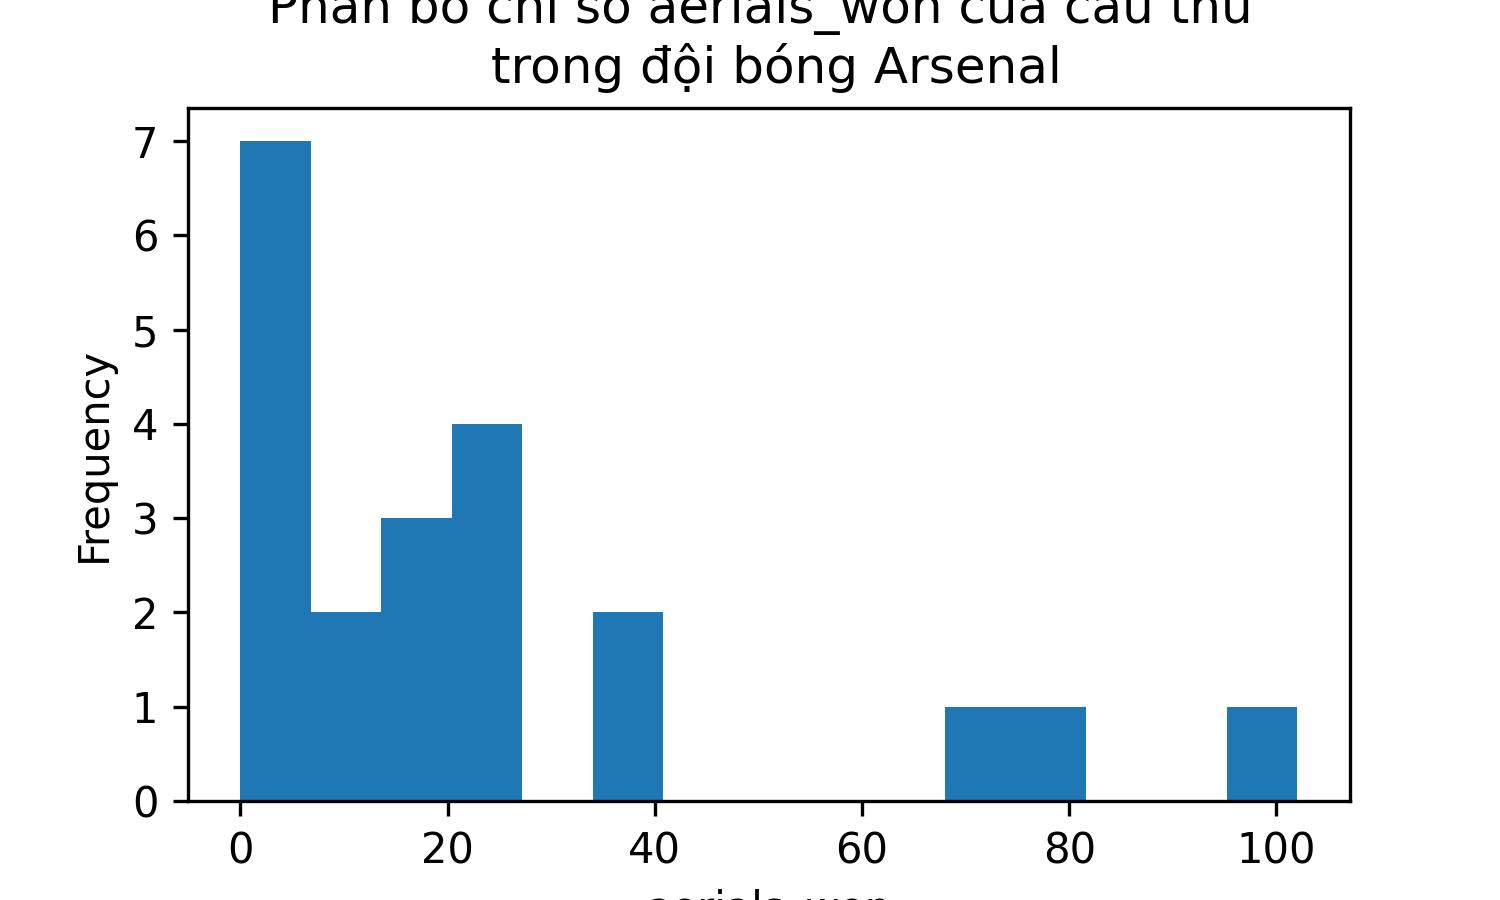 Phân bố chỉ số aerials_won của cầu thủ
trong đội bóng Arsenal
Frequency
7
6
5
4
3
2
1
0
0 20 40 60 80 100
aerials_won